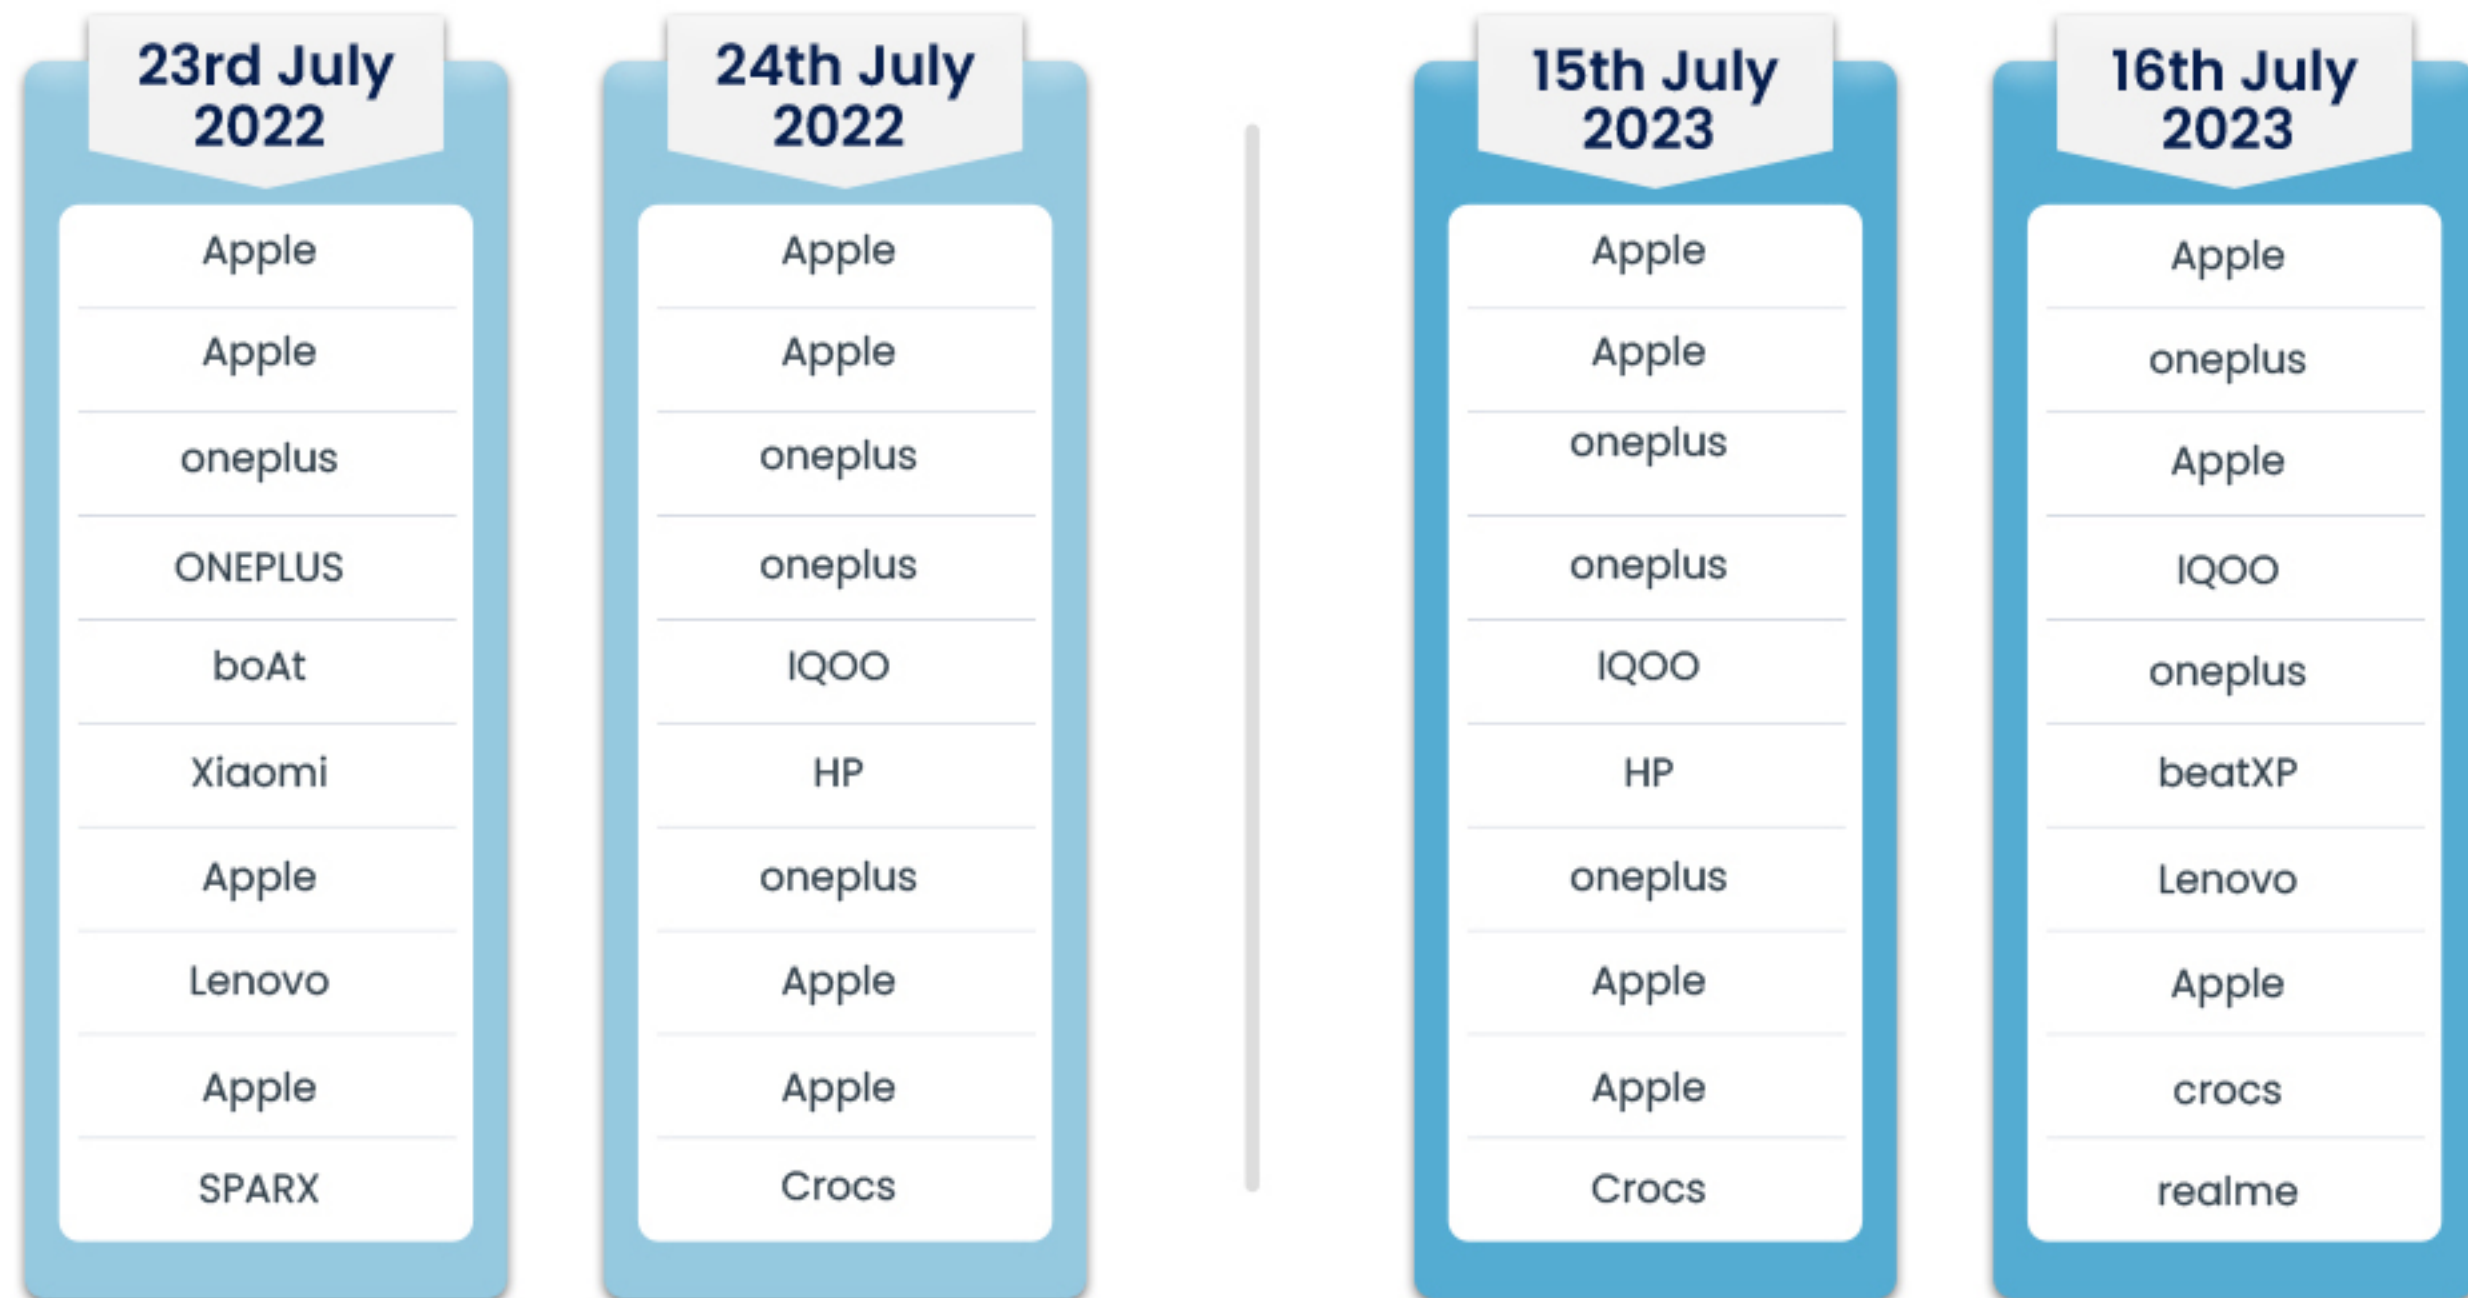 23rd July
2022
Apple
Apple
oneplus
ONEPLUS
boAt
Xiaomi
Apple
Lenovo
Apple
SPARX
24th July
2022
Apple
Apple
oneplus
oneplus
IQOO
HP
oneplus
Apple
Apple
Crocs
15th July
2023
Apple
Apple
oneplus
oneplus
IQOO
HP
oneplus
Apple
Apple
Crocs
16th July
2023
Apple
oneplus
Apple
IQOO
oneplus
beatXP
Lenovo
Apple
crocs
realme